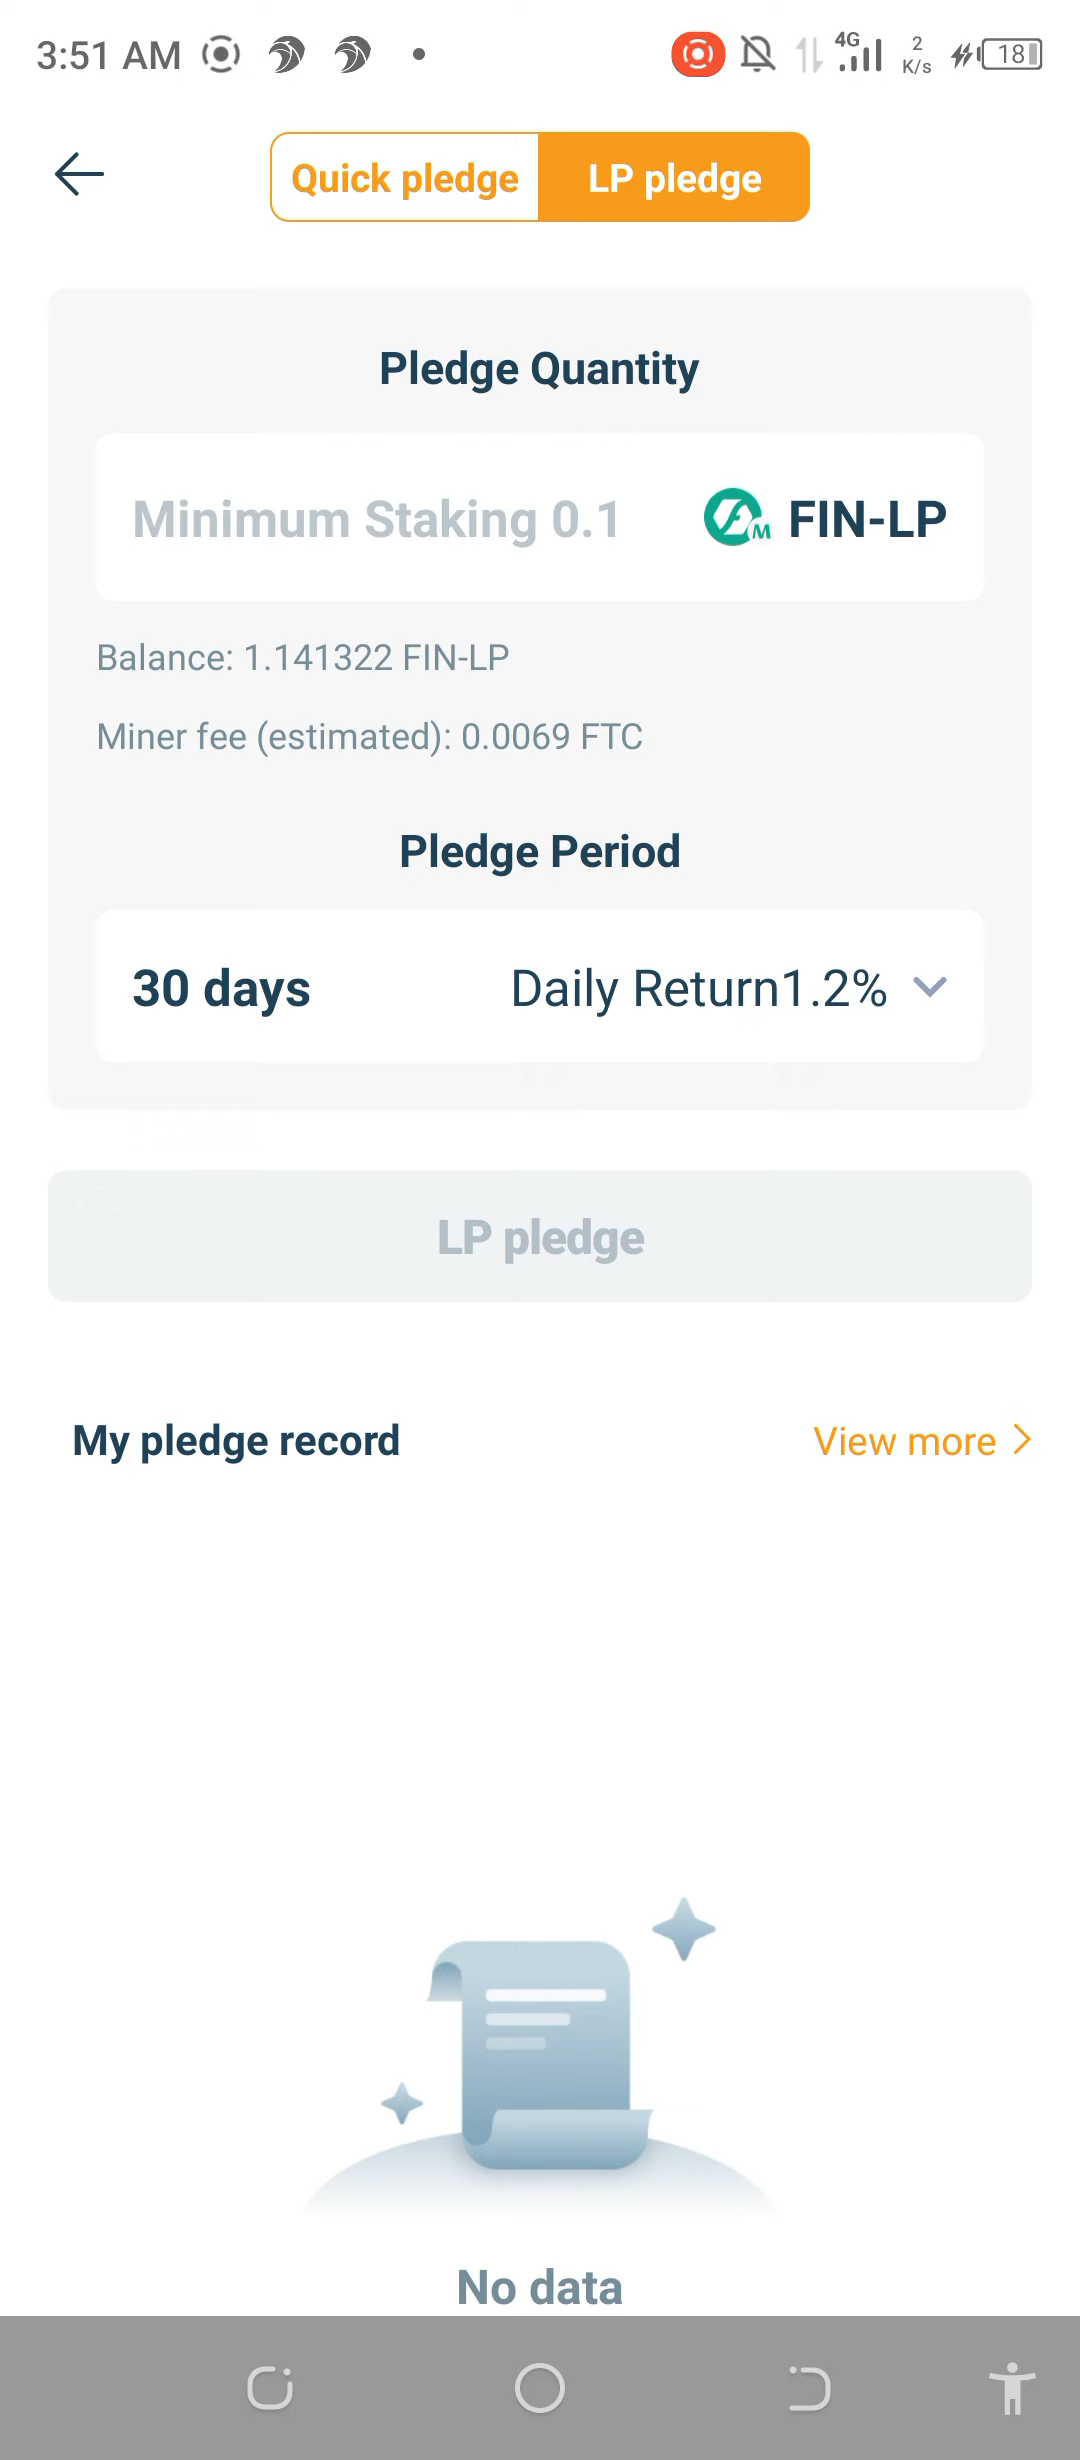 3:51 AM 4G 2 K/s 18
Quick pledge LP pledge
Pledge Quantity
Minimum Staking 0.1 M FIN-LP
Balance: 1.141322 FIN-LP
Miner fee (estimated): 0.0069 FTC
Pledge Period
30 days Daily Return1.2%
LP pledge
My pledge record View more
No data